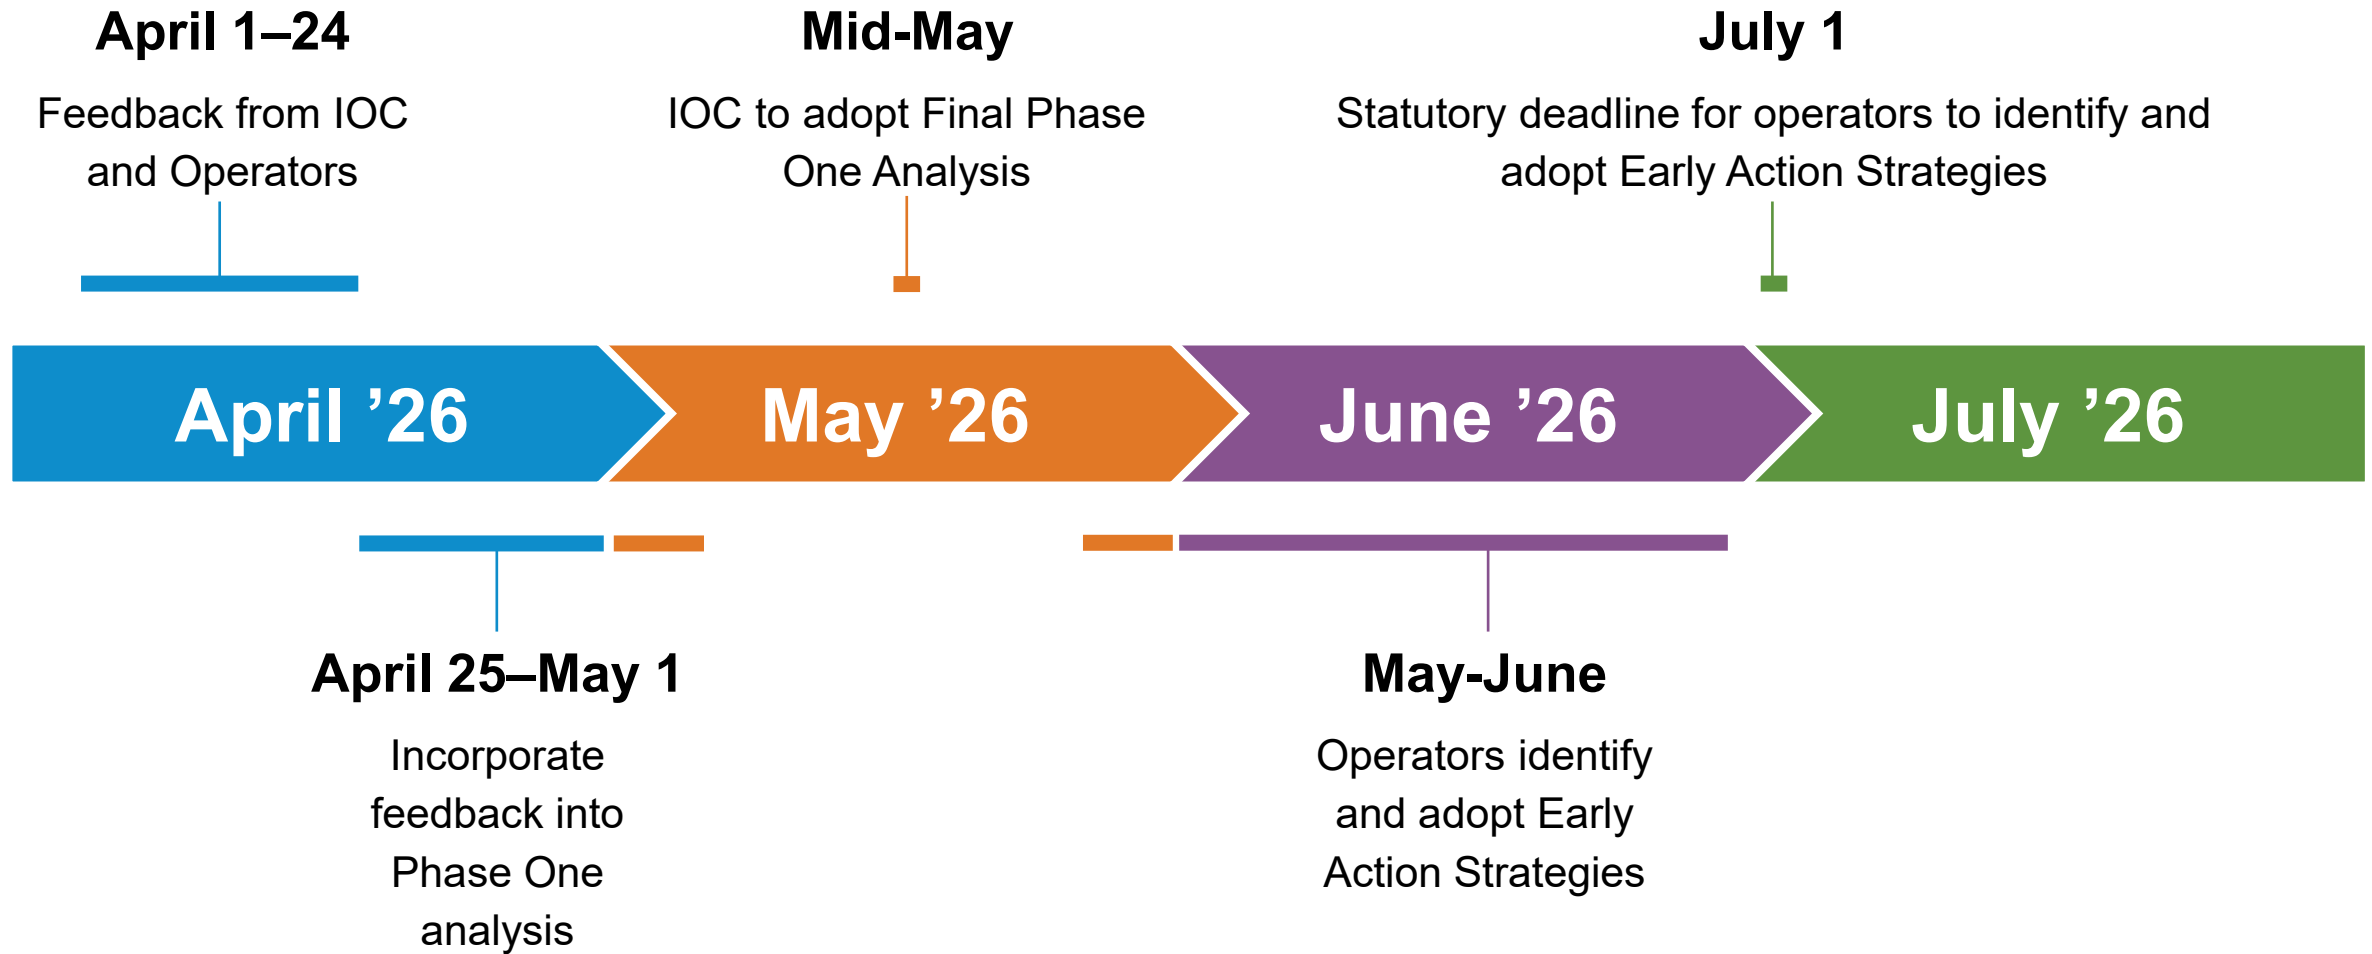 April 1–24
Feedback from IOC
and Operators
Mid-May
IOC to adopt Final Phase
One Analysis
July 1
Statutory deadline for operators to identify and
adopt Early Action Strategies
April ’26
May ’26
June ’26
July ’26
April 25–May 1
Incorporate
feedback into
Phase One
analysis
May-June
Operators identify
and adopt Early
Action Strategies